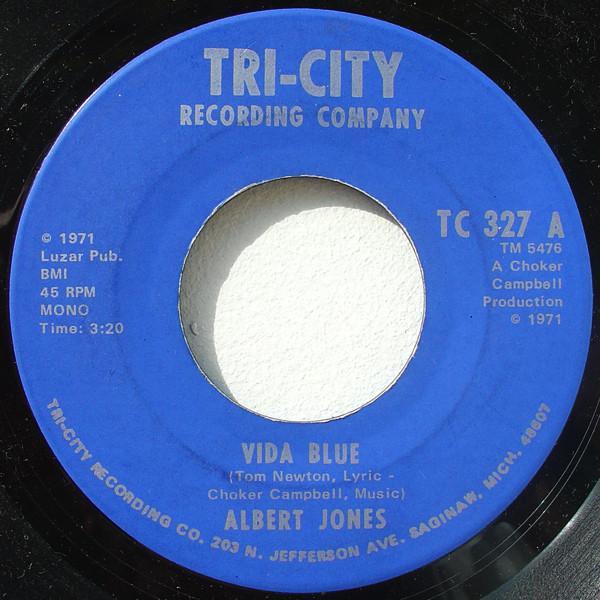 TRI-CITY
RECORDING COMPANY
© 1971
Luzar Pub.
BMI
45 RPM
MONO
Time: 3:20
TC 327 A
TM 5476
A Choker
Campbell
Production
© 1971
VIDA BLUE
(Tom Newton, Lyric -
Choker Campbell, Music)
ALBERT JONES
TRI-CITY RECORDING CO. 203 N. JEFFERSON AVE. SAGINAW, MICH. 48607